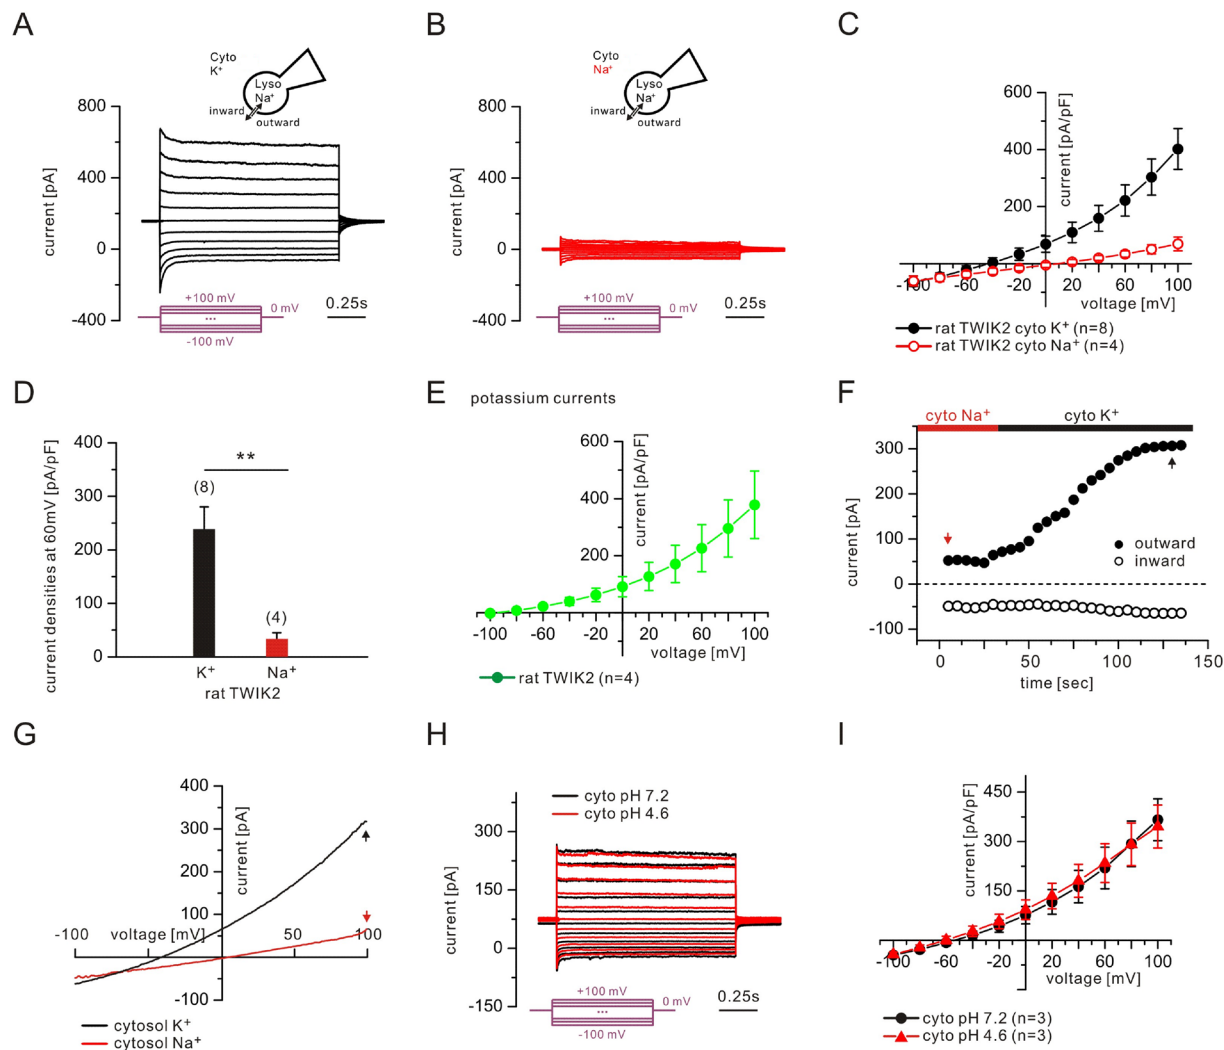 A
Cyto
K⁺
Lyso
Na⁺
inward
outward
800
400
0
-400
current [pA]
+100 mV
0 mV
...
-100 mV
0.25s
B
Cyto
Na⁺
Lyso
Na⁺
inward
outward
800
400
0
-400
current [pA]
+100 mV
0 mV
...
-100 mV
0.25s
C
600
400
200
current [pA/pF]
-100 -60 -20 20 60 100
voltage [mV]
rat TWIK2 cyto K⁺ (n=8)
rat TWIK2 cyto Na⁺ (n=4)
D
400
300
200
100
0
current densities at 60mV [pA/pF]
**
(8)
(4)
K⁺ Na⁺
rat TWIK2
E
potassium currents
600
400
200
current [pA/pF]
-100 -60 -20 20 60 100
voltage [mV]
rat TWIK2 (n=4)
F
cyto Na⁺ cyto K⁺
300
200
100
0
-100
current [pA]
outward
inward
0 50 100 150
time [sec]
G
400
300
200
100
-100
current [pA]
-100 voltage [mV] 50 100
cytosol K⁺
cytosol Na⁺
H
cyto pH 7.2
cyto pH 4.6
300
150
0
-150
current [pA]
+100 mV
0 mV
...
-100 mV
0.25s
I
450
300
150
current [pA/pF]
-100 -60 -20 20 60 100
voltage [mV]
cyto pH 7.2 (n=3)
cyto pH 4.6 (n=3)